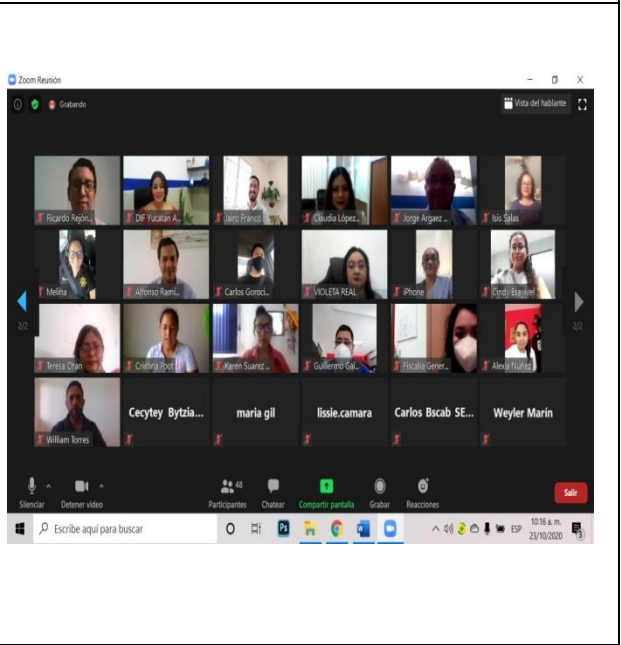 Zoom Reunión
Grabando
Vista del hablante
Ricardo Rejón...
DIF Yucatan A...
Jairo Franco
Claudia López...
Jorge Argaez ...
Isis Salas
Melina
Alfonso Rami...
Carlos Goroci...
VIOLETA REAL
iPhone
Cindy Esavivel
2/2
2/2
Teresa Chan
Cristina Poot
Karen Suarez ...
Guillermo Gal...
Fiscalia Gener...
Alexia Nuñez
William Torres
Cecytey Bytzia...
maria gil
lissie.camara
Carlos Bscab SE...
Weyler Marín
48
Silenciar
Detener video
Participantes
Chatear
Compartir pantalla
Grabar
Reacciones
Salir
Escribe aquí para buscar
Ps
ESP
10:16 a. m.
23/10/2020
3